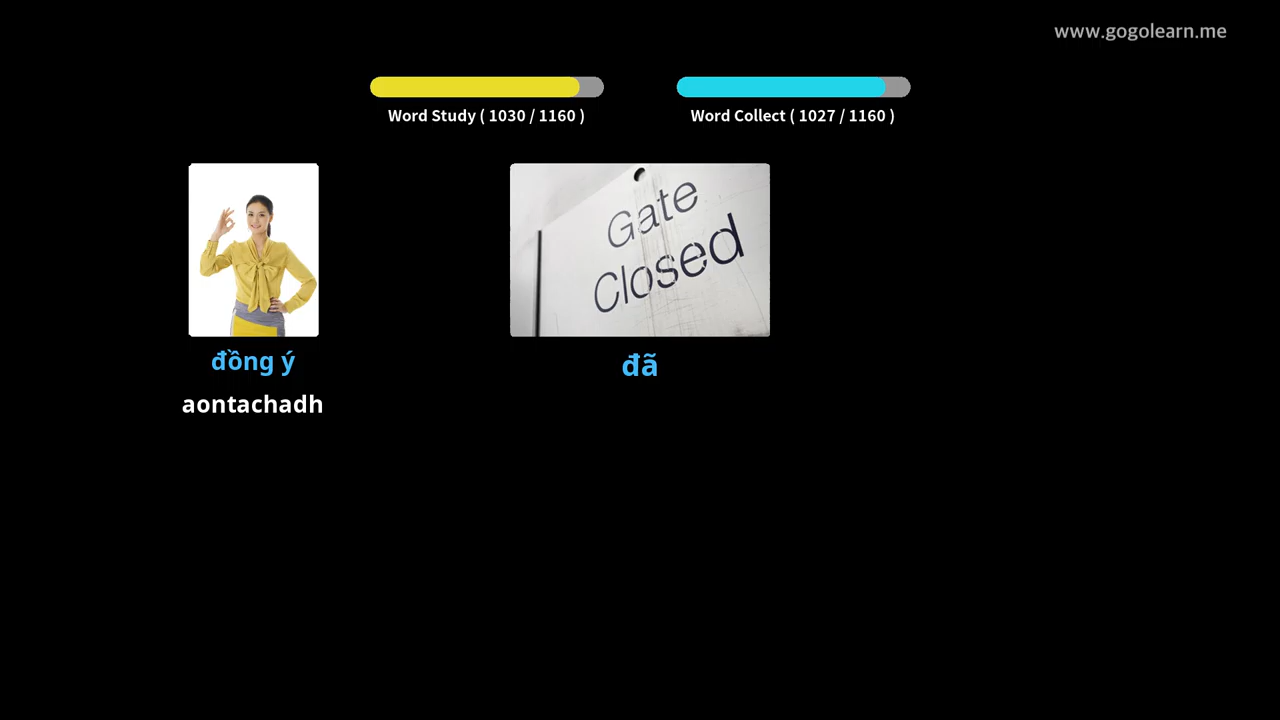 www.gogolearn.me
Word Study ( 1030 / 1160 )
Word Collect ( 1027 / 1160 )
Gate
Closed
đồng ý
đã
aontachadh